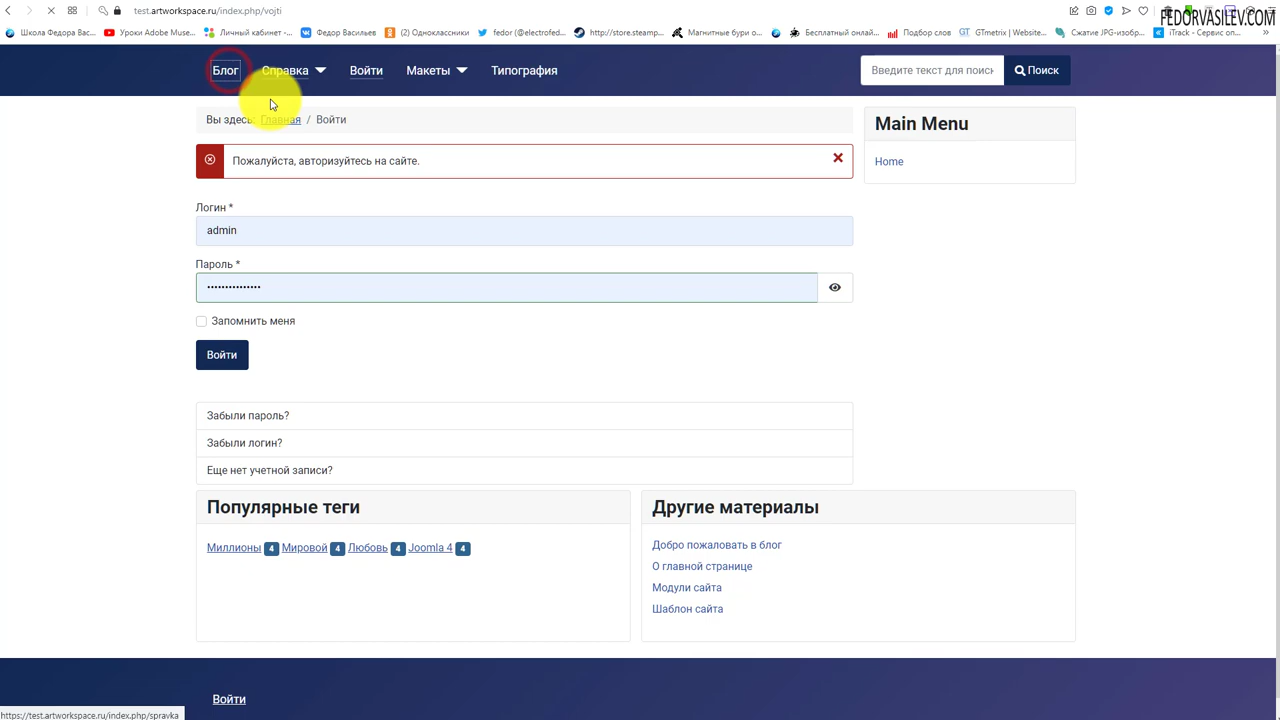 test.artworkspace.ru/index.php/vojti
FEDORVASILEV.COM
Школа Федора Вас...
Уроки Adobe Muse...
Личный кабинет -...
Федор Васильев
(2) Одноклассники
fedor (@electrofed...
http://store.steamp...
Магнитные бури о...
Бесплатный онлай...
Подбор слов
GTmetrix | Website...
Сжатие JPG-изобр...
iTrack - Сервис оп...
»
Блог
Справка
Войти
Макеты
Типография
Введите текст для поиск
Поиск
Вы здесь: Главная / Войти
Main Menu
Home
Пожалуйста, авторизуйтесь на сайте.
Логин *
admin
Пароль *
•••••••••••••••
Запомнить меня
Войти
Забыли пароль?
Забыли логин?
Еще нет учетной записи?
Популярные теги
Миллионы 4 Мировой 4 Любовь 4 Joomla 4 4
Другие материалы
Добро пожаловать в блог
О главной странице
Модули сайта
Шаблон сайта
Войти
https://test.artworkspace.ru/index.php/spravka